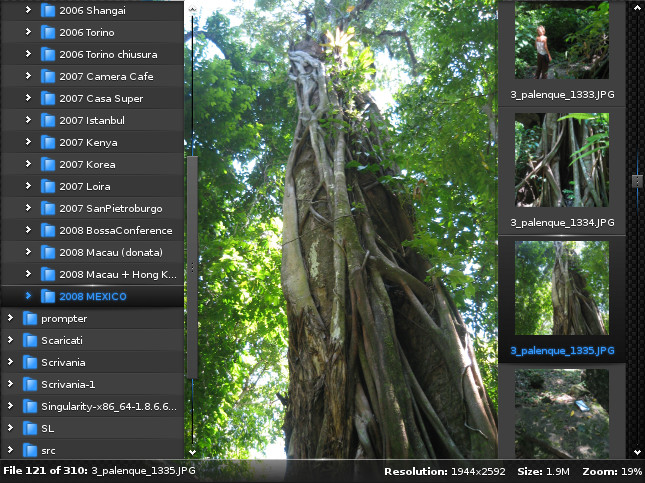 2006 Shangai
2006 Torino
2006 Torino chiusura
2007 Camera Cafe
2007 Casa Super
2007 Istanbul
2007 Kenya
2007 Korea
2007 Loira
2007 SanPietroburgo
2008 BossaConference
2008 Macau (donata)
2008 Macau + Hong K...
2008 MEXICO
prompter
Scaricati
Scrivania
Scrivania-1
Singularity-x86_64-1.8.6.6...
SL
src
3_palenque_1333.JPG
3_palenque_1334.JPG
3_palenque_1335.JPG
File 121 of 310: 3_palenque_1335.JPG
Resolution: 1944x2592 Size: 1.9M Zoom: 19%